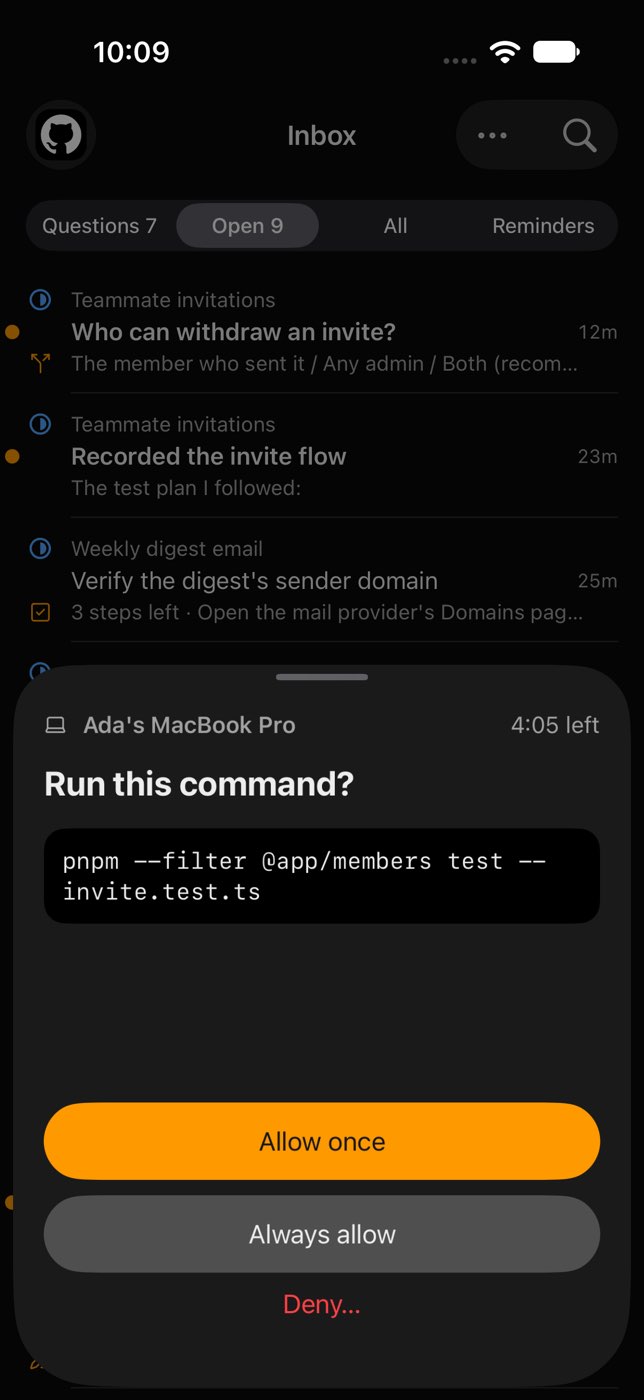 10:09
Inbox
Questions 7
Open 9
All
Reminders
Teammate invitations
Who can withdraw an invite?
12m
The member who sent it / Any admin / Both (recom...
Teammate invitations
Recorded the invite flow
23m
The test plan I followed:
Weekly digest email
Verify the digest's sender domain
25m
3 steps left · Open the mail provider's Domains pag...
Ada's MacBook Pro
4:05 left
Run this command?
pnpm --filter @app/members test --
invite.test.ts
Allow once
Always allow
Deny...